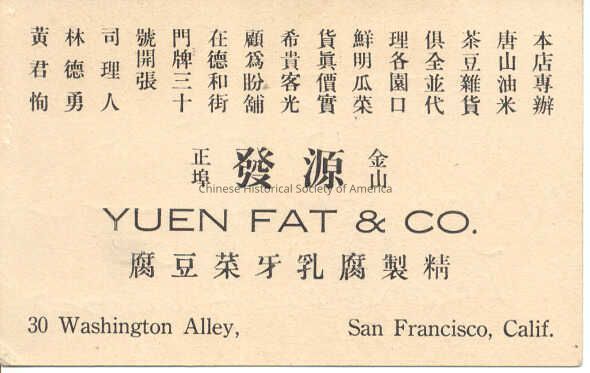 本店專辦
唐山油米
茶豆雜貨
俱全並代
理各園口
鮮明瓜菜
貨眞價實
希貴客光
顧爲盼舖
在德和街
門牌三十
號開張
司理人
林德勇
黃君恂
金山
源發
正埠
Chinese Historical Society of America
YUEN FAT & CO.
精製腐乳牙菜豆腐
30 Washington Alley, San Francisco, Calif.